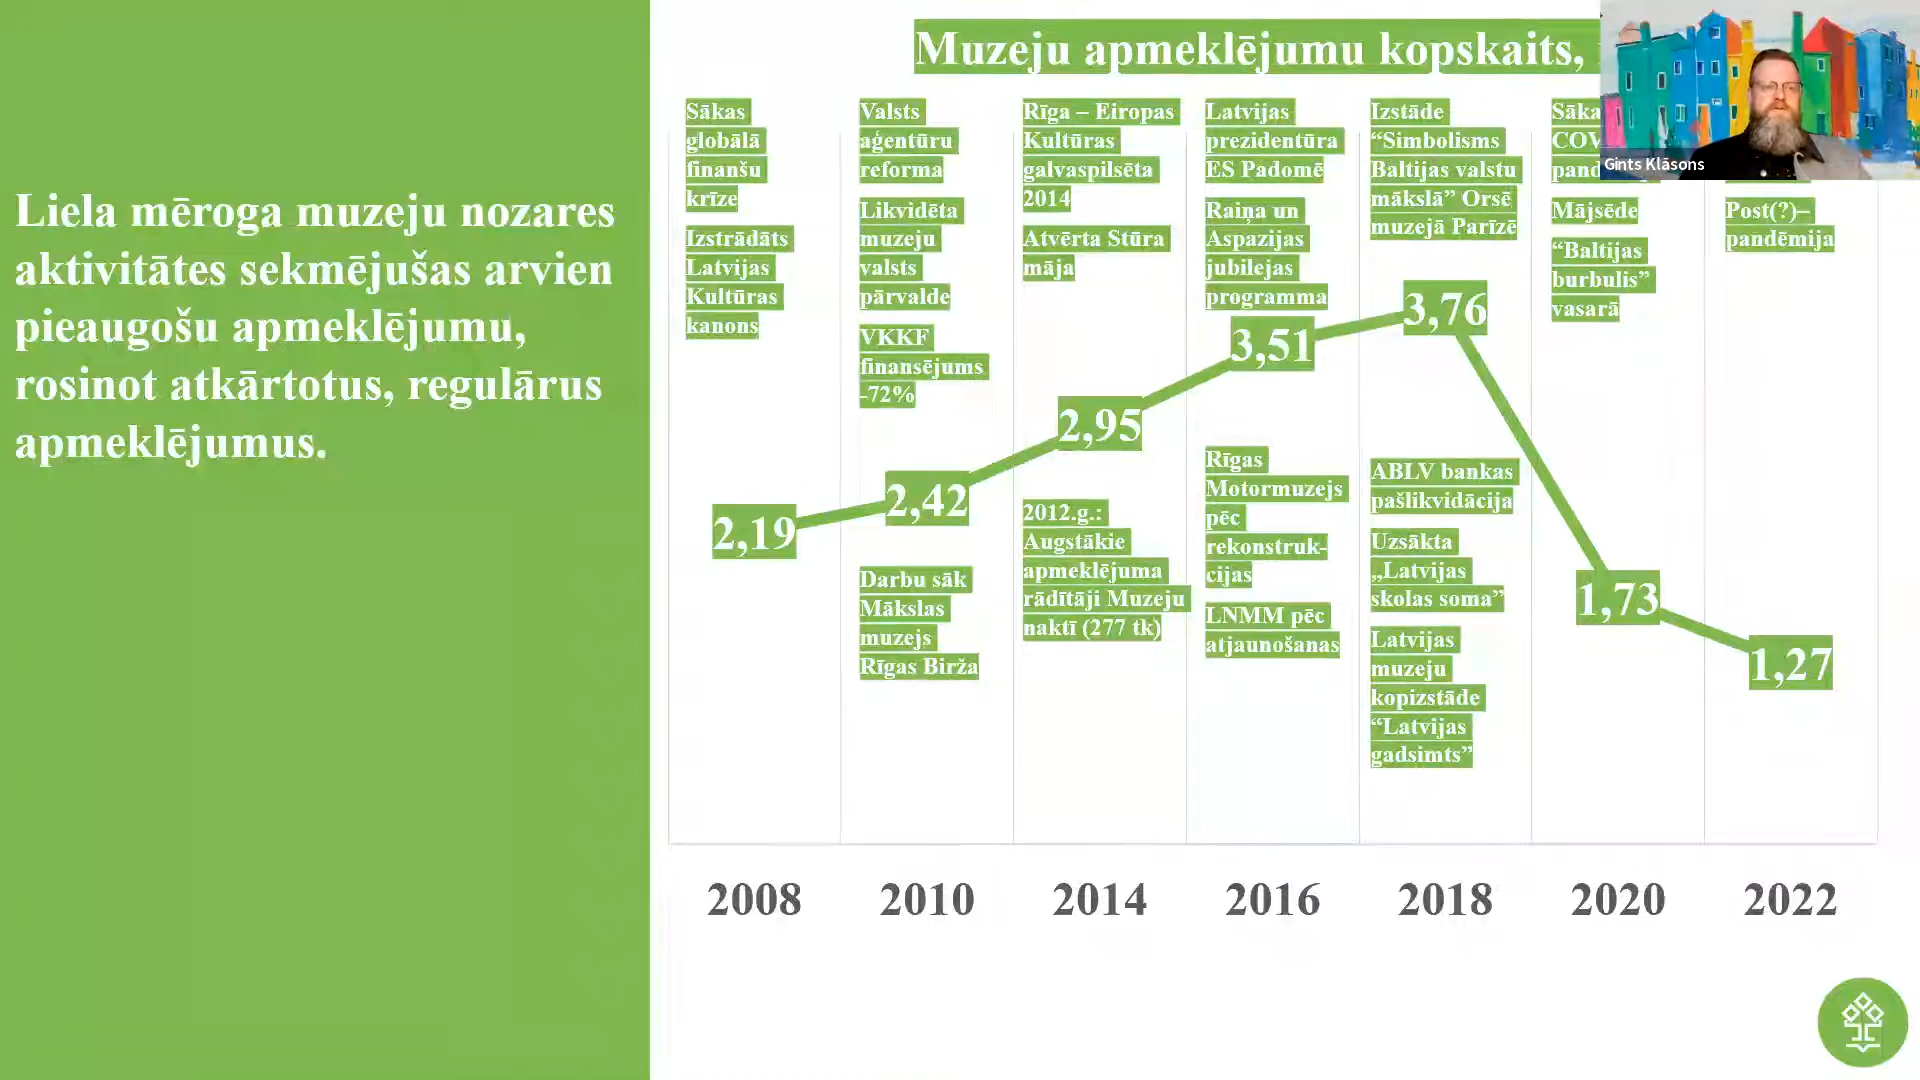 Liela mēroga muzeju nozares
aktivitātes sekmējušas arvien
pieaugošu apmeklējumu,
rosinot atkārtotus, regulārus
apmeklējumus.
Muzeju apmeklējumu kopskaits,
Gints Klāsons
Sākas
globālā
finanšu
krīze
Izstrādāts
Latvijas
Kultūras
kanons
Valsts
aģentūru
reforma
Likvidēta
muzeju
valsts
pārvalde
VKKF
finansējums
-72%
Rīga – Eiropas
Kultūras
galvaspilsēta
2014
Atvērta Stūra
māja
Latvijas
prezidentūra
ES Padomē
Raiņa un
Aspazijas
jubilejas
programma
Izstāde
“Simbolisms
Baltijas valstu
mākslā” Orsē
muzejā Parīzē
Mājsēde
“Baltijas
burbulis”
vasarā
Post(?)–
pandēmija
2,19
2,42
2,95
3,51
3,76
1,73
1,27
Darbu sāk
Mākslas
muzejs
Rīgas Birža
2012.g.:
Augstākie
apmeklējuma
rādītāji Muzeju
naktī (277 tk)
Rīgas
Motormuzejs
pēc
rekonstruk-
cijas
LNMM pēc
atjaunošanas
ABLV bankas
pašlikvidācija
Uzsākta
„Latvijas
skolas soma”
Latvijas
muzeju
kopizstāde
“Latvijas
gadsimts”
2008 2010 2014 2016 2018 2020 2022